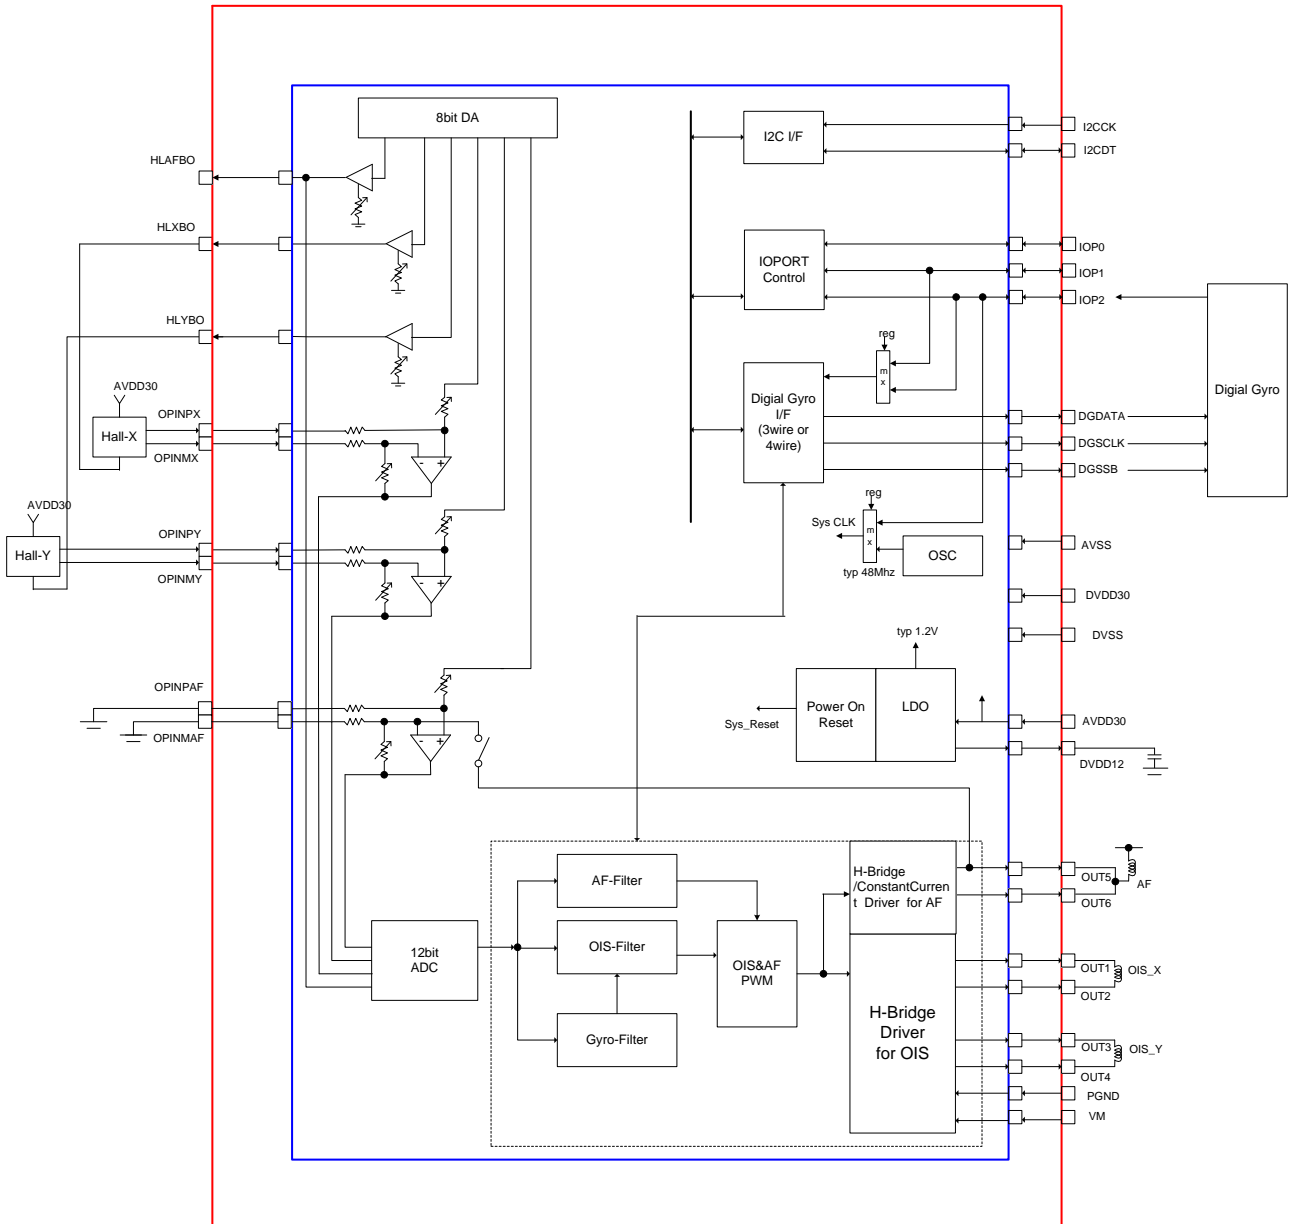 8bit DA
I2C I/F
I2CCK
I2CDT
HLAFBO
HLXBO
HLYBO
IOPORT
Control
IOP0
IOP1
IOP2
reg
m
x
Digial Gyro
I/F
(3wire or
4wire)
Digial Gyro
DGDATA
DGSCLK
DGSSB
AVDD30
Hall-X
OPINPX
OPINMX
- +
AVDD30
Hall-Y
OPINPY
OPINMY
- +
reg
Sys CLK
m
x
OSC
typ 48Mhz
AVSS
DVDD30
DVSS
typ 1.2V
OPINPAF
OPINMAF
- +
Sys_Reset
Power On
Reset
LDO
AVDD30
DVDD12
AF-Filter
H-Bridge
/ConstantCurren
t Driver for AF
OUT5
OUT6
AF
12bit
ADC
OIS-Filter
OIS&AF
PWM
Gyro-Filter
H-Bridge
Driver
for OIS
OUT1
OUT2
OIS_X
OUT3
OUT4
OIS_Y
PGND
VM